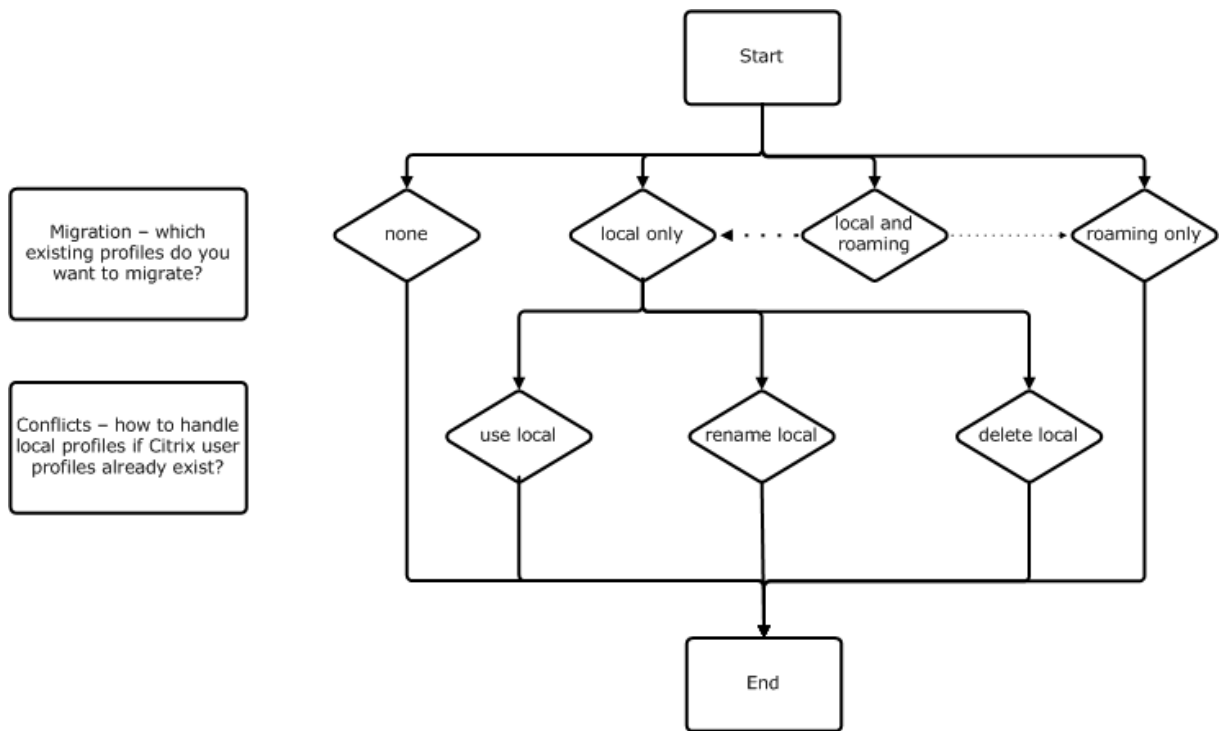 Start
Migration – which
existing profiles do you
want to migrate?
none
local only
local and
roaming
roaming only
Conflicts – how to handle
local profiles if Citrix user
profiles already exist?
use local
rename local
delete local
End